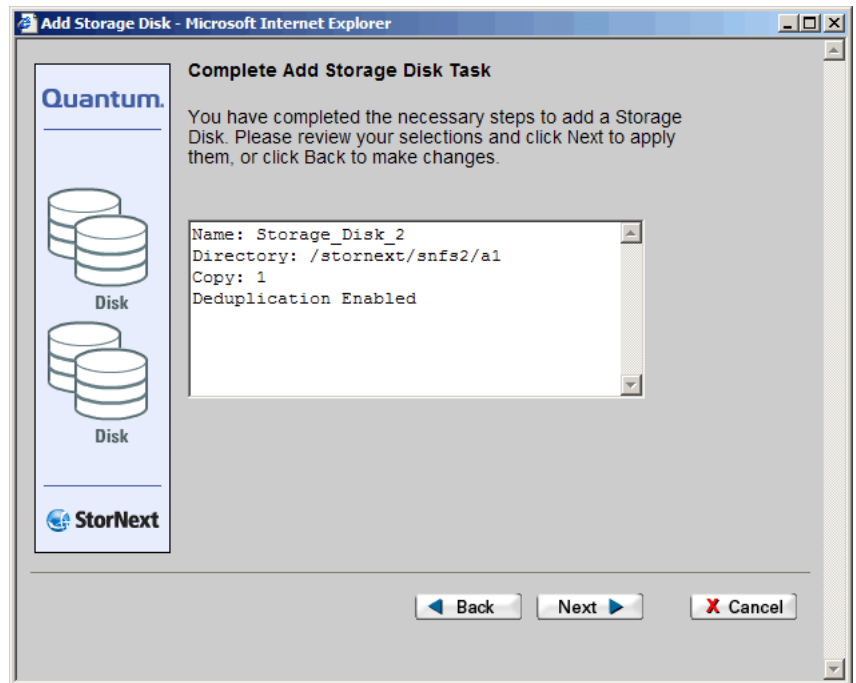 Add Storage Disk - Microsoft Internet Explorer
Quantum.
Disk
Disk
StorNext
Complete Add Storage Disk Task
You have completed the necessary steps to add a Storage
Disk. Please review your selections and click Next to apply
them, or click Back to make changes.
Name: Storage_Disk_2
Directory: /stornext/snfs2/a1
Copy: 1
Deduplication Enabled
Back
Next
X Cancel